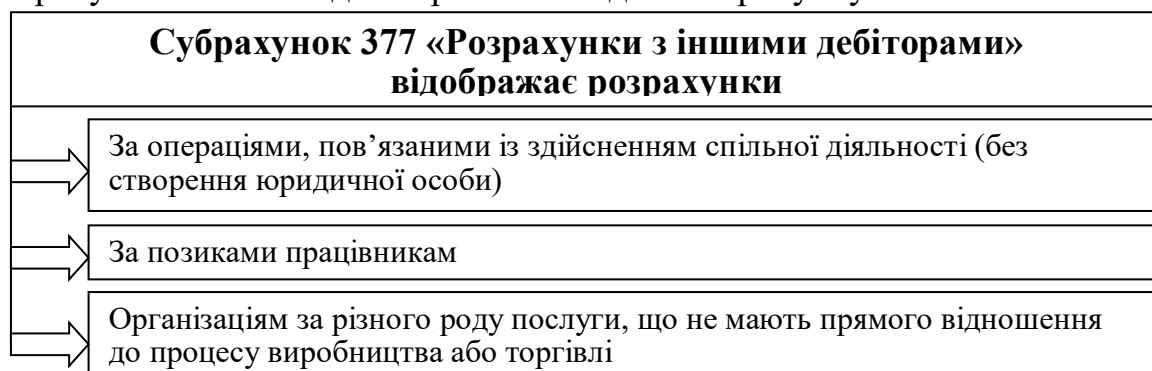 Субрахунок 377 «Розрахунки з іншими дебіторами»
відображає розрахунки
За операціями, пов’язаними із здійсненням спільної діяльності (без
створення юридичної особи)
За позиками працівникам
Організаціям за різного роду послуги, що не мають прямого відношення
до процесу виробництва або торгівлі